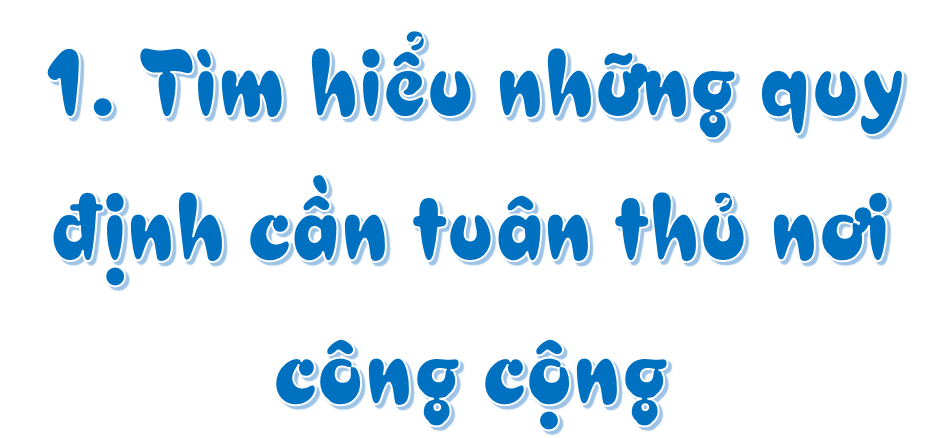 1. Tìm hiểu những quy
định cần tuân thủ nơi
công cộng